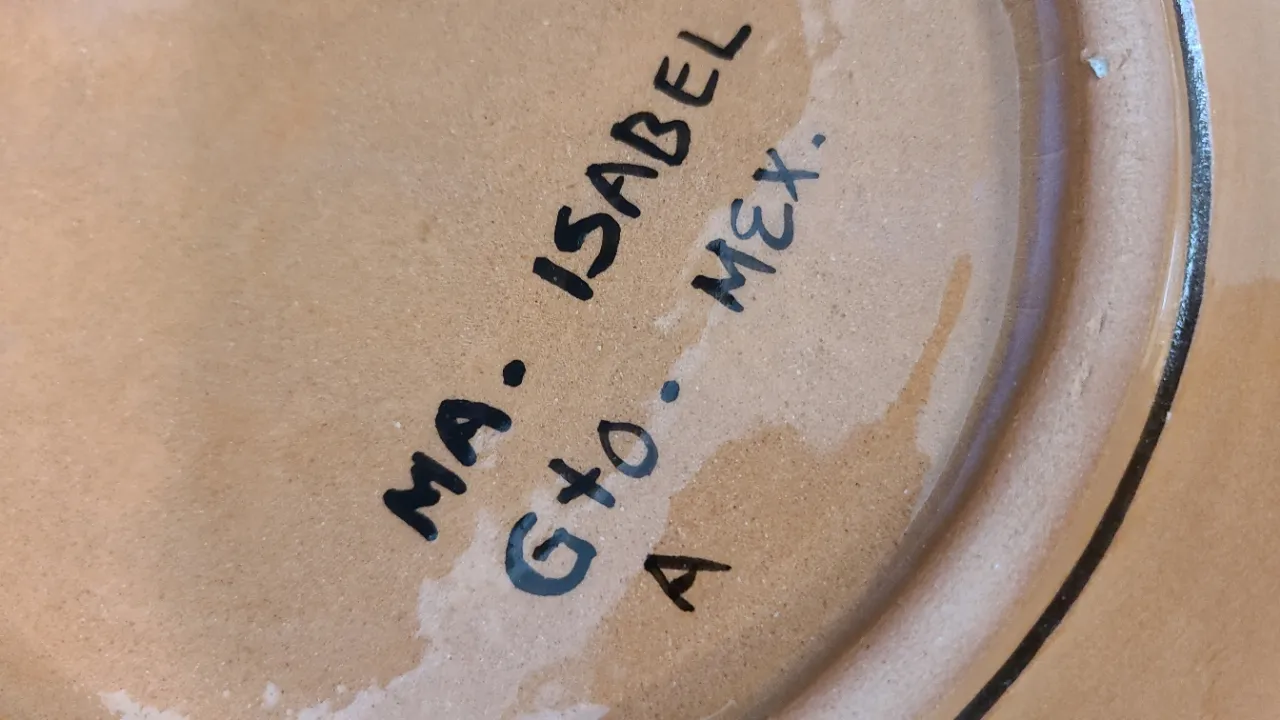 MA. ISABEL
Gto. MEX.
A